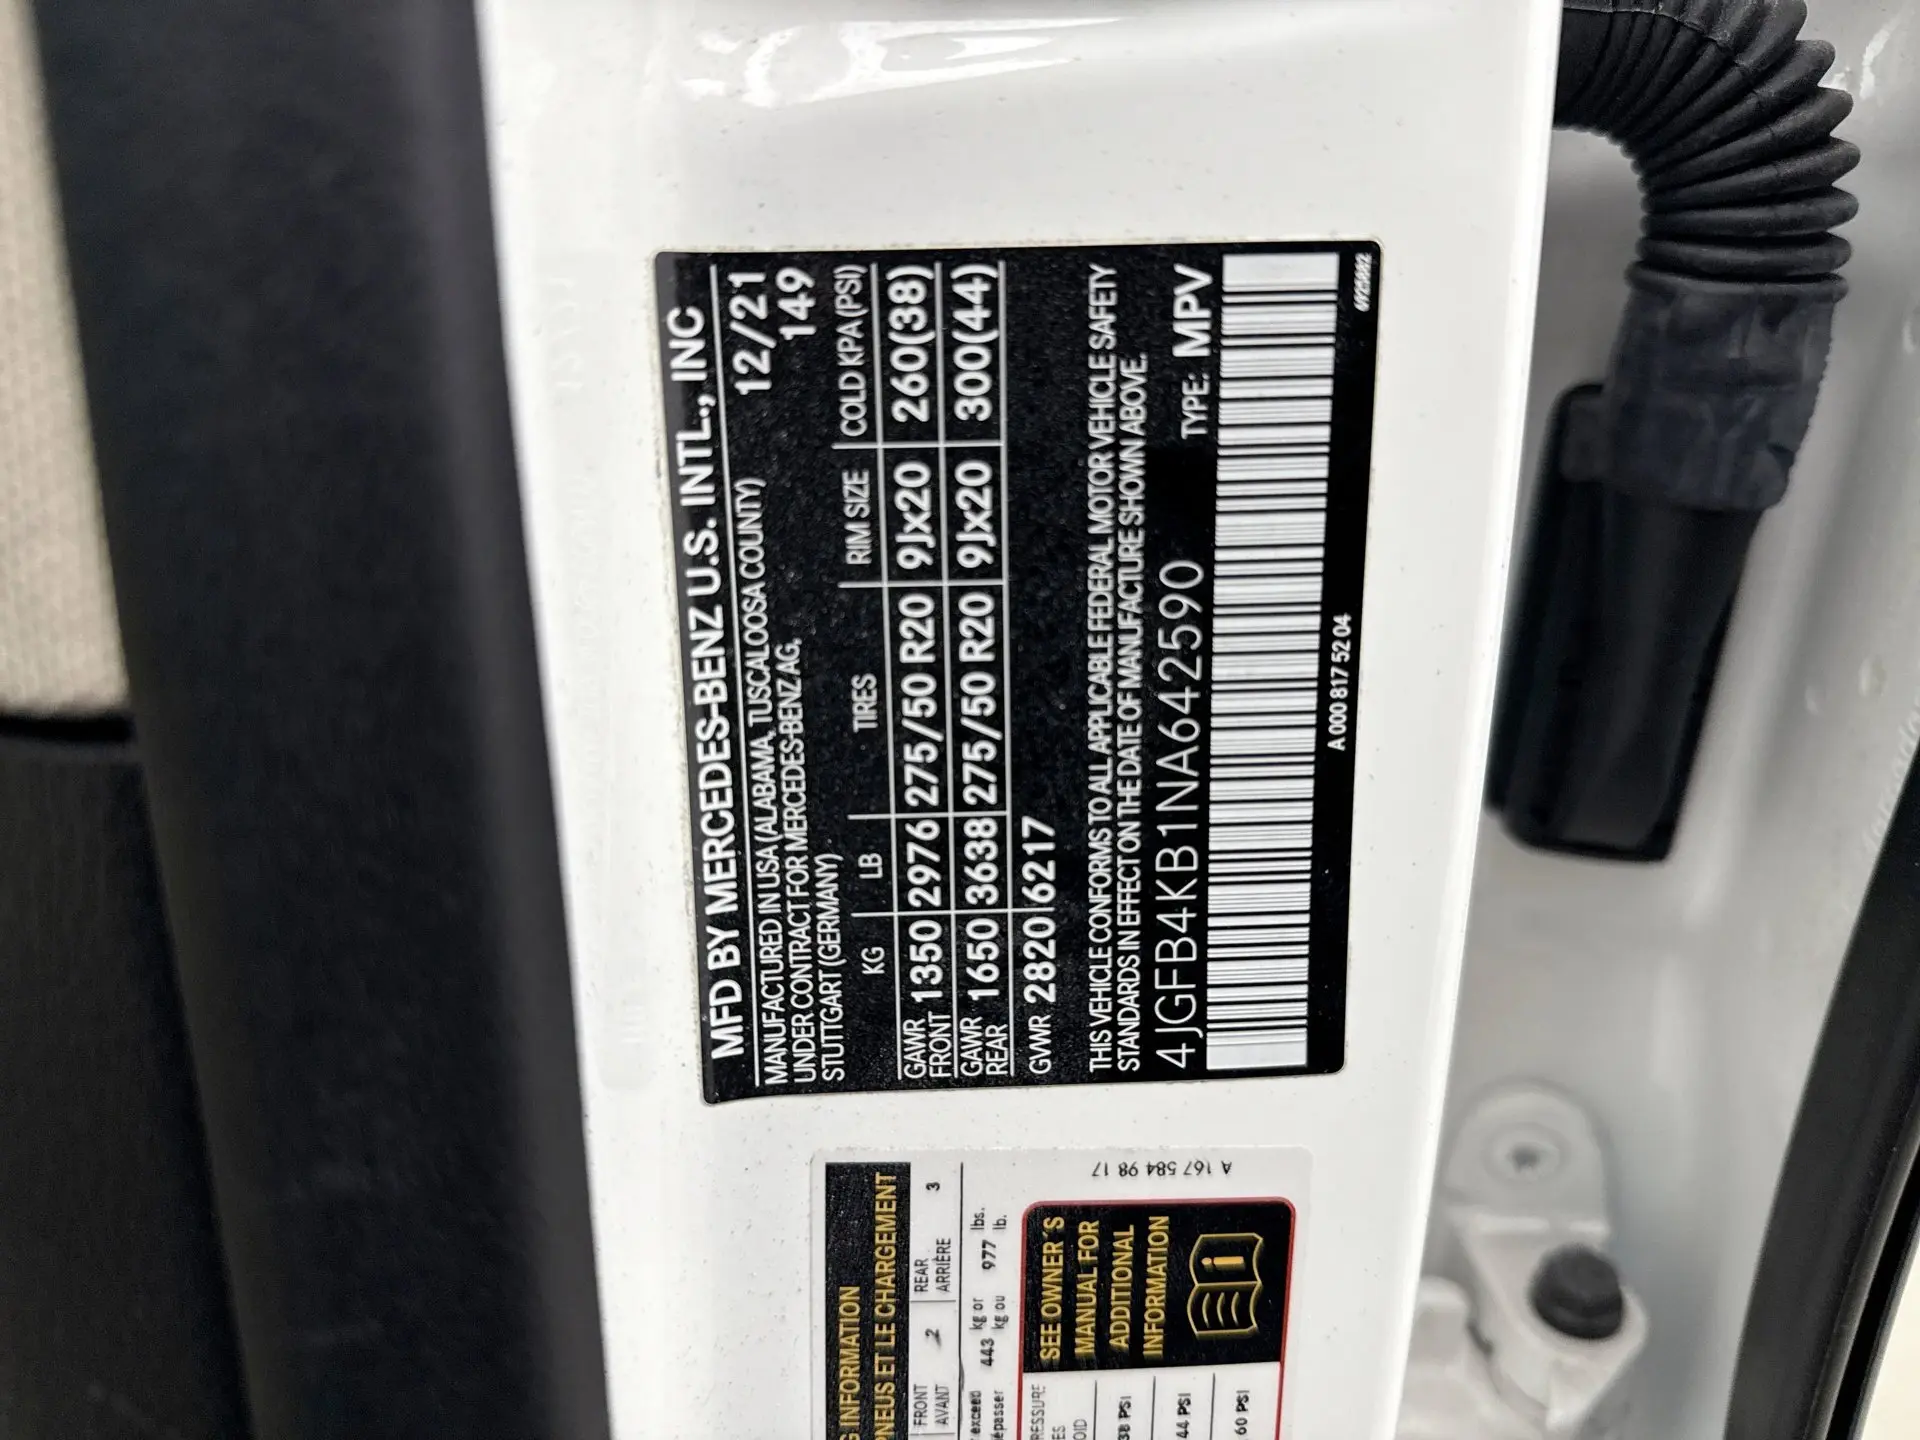 MFD BY MERCEDES-BENZ U.S. INTL., INC
MANUFACTURED IN USA (ALABAMA, TUSCALOOSA COUNTY) 12/21
UNDER CONTRACT FOR MERCEDES-BENZ AG, 149
STUTTGART (GERMANY)
KG LB TIRES RIM SIZE COLD KPA (PSI)
GAWR FRONT 1350 2976 275/50 R20 9Jx20 260(38)
GAWR REAR 1650 3638 275/50 R20 9Jx20 300(44)
GVWR 2820 6217
THIS VEHICLE CONFORMS TO ALL APPLICABLE FEDERAL MOTOR VEHICLE SAFETY
STANDARDS IN EFFECT ON THE DATE OF MANUFACTURE SHOWN ABOVE.
4JGFB4KB1NA642590 TYPE: MPV
A 000 817 52 04
INFORMATION
PNEUS ET LE CHARGEMENT
FRONT 2 REAR 3
AVANT ARRIÈRE
exceed 443 kg or 977 lbs.
kg ou lb.
SEE OWNER'S
MANUAL FOR
ADDITIONAL
INFORMATION
38 PSI
44 PSI
60 PSI
A 167 584 98 17